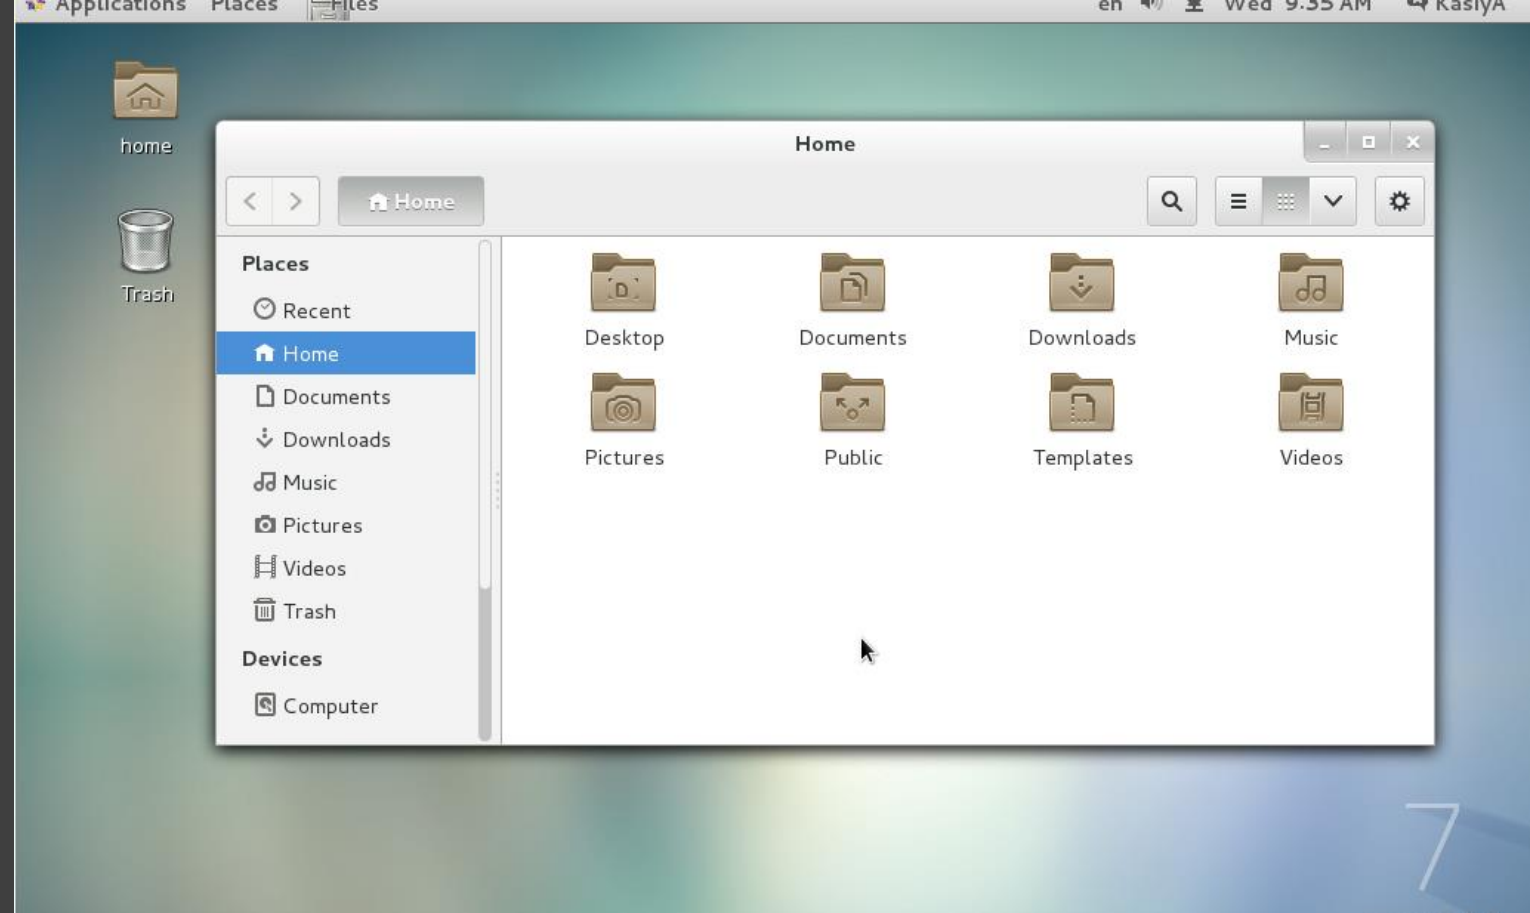 Applications Places Files en Wed 9:35 AM KasiyA
home
Trash
Home
Home
Places
Recent
Home
Documents
Downloads
Music
Pictures
Videos
Trash
Devices
Computer
Desktop Documents Downloads Music
Pictures Public Templates Videos
7